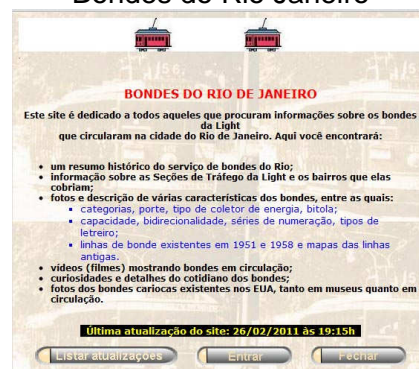 Bondes do Rio Janeiro
BONDES DO RIO DE JANEIRO
Este site é dedicado a todos aqueles que procuram informações sobre os bondes
da Light
que circularam na cidade do Rio de Janeiro. Aqui você encontrará:
um resumo histórico do serviço de bondes do Rio;
informação sobre as Seções de Tráfego da Light e os bairros que elas
cobriam;
fotos e descrição de várias características dos bondes, entre as quais:
categorias, porte, tipo de coletor de energia, bitola;
capacidade, bidirecionalidade, séries de numeração, tipos de
letreiro;
linhas de bonde existentes em 1951 e 1958 e mapas das linhas
antigas.
vídeos (filmes) mostrando bondes em circulação;
curiosidades e detalhes do cotidiano dos bondes;
fotos dos bondes cariocas existentes nos EUA, tanto em museus quanto em
circulação.
Última atualização do site: 26/02/2011 às 19:15h
Listar atualizações Entrar Fechar